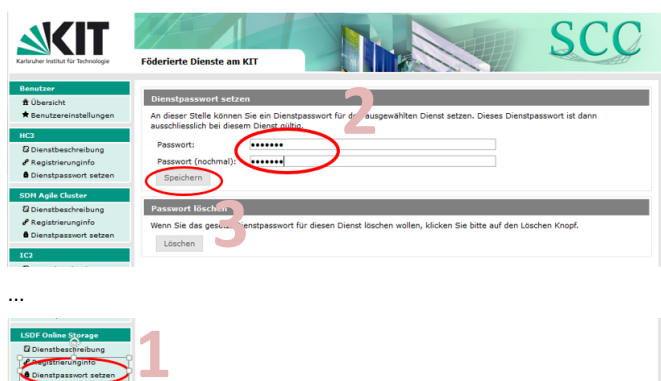 KIT
Karlsruher Institut für Technologie
Föderierte Dienste am KIT
SCC
Benutzer
Übersicht
Benutzereinstellungen
HC3
Dienstbeschreibung
Registrierunginfo
Dienstpasswort setzen
SDM Agile Cluster
Dienstbeschreibung
Registrierunginfo
Dienstpasswort setzen
IC2
Dienstpasswort setzen
2
An dieser Stelle können Sie ein Dienstpasswort für den ausgewählten Dienst setzen. Dieses Dienstpasswort ist dann
ausschliesslich bei diesem Dienst gültig.
Passwort: •••••••
Passwort (nochmal): •••••••
Speichern
Passwort löschen
3
Wenn Sie das gesetzte Dienstpasswort für diesen Dienst löschen wollen, klicken Sie bitte auf den Löschen Knopf.
Löschen
...
LSDF Online Storage
1
Dienstbeschreibung
Registrierunginfo
Dienstpasswort setzen